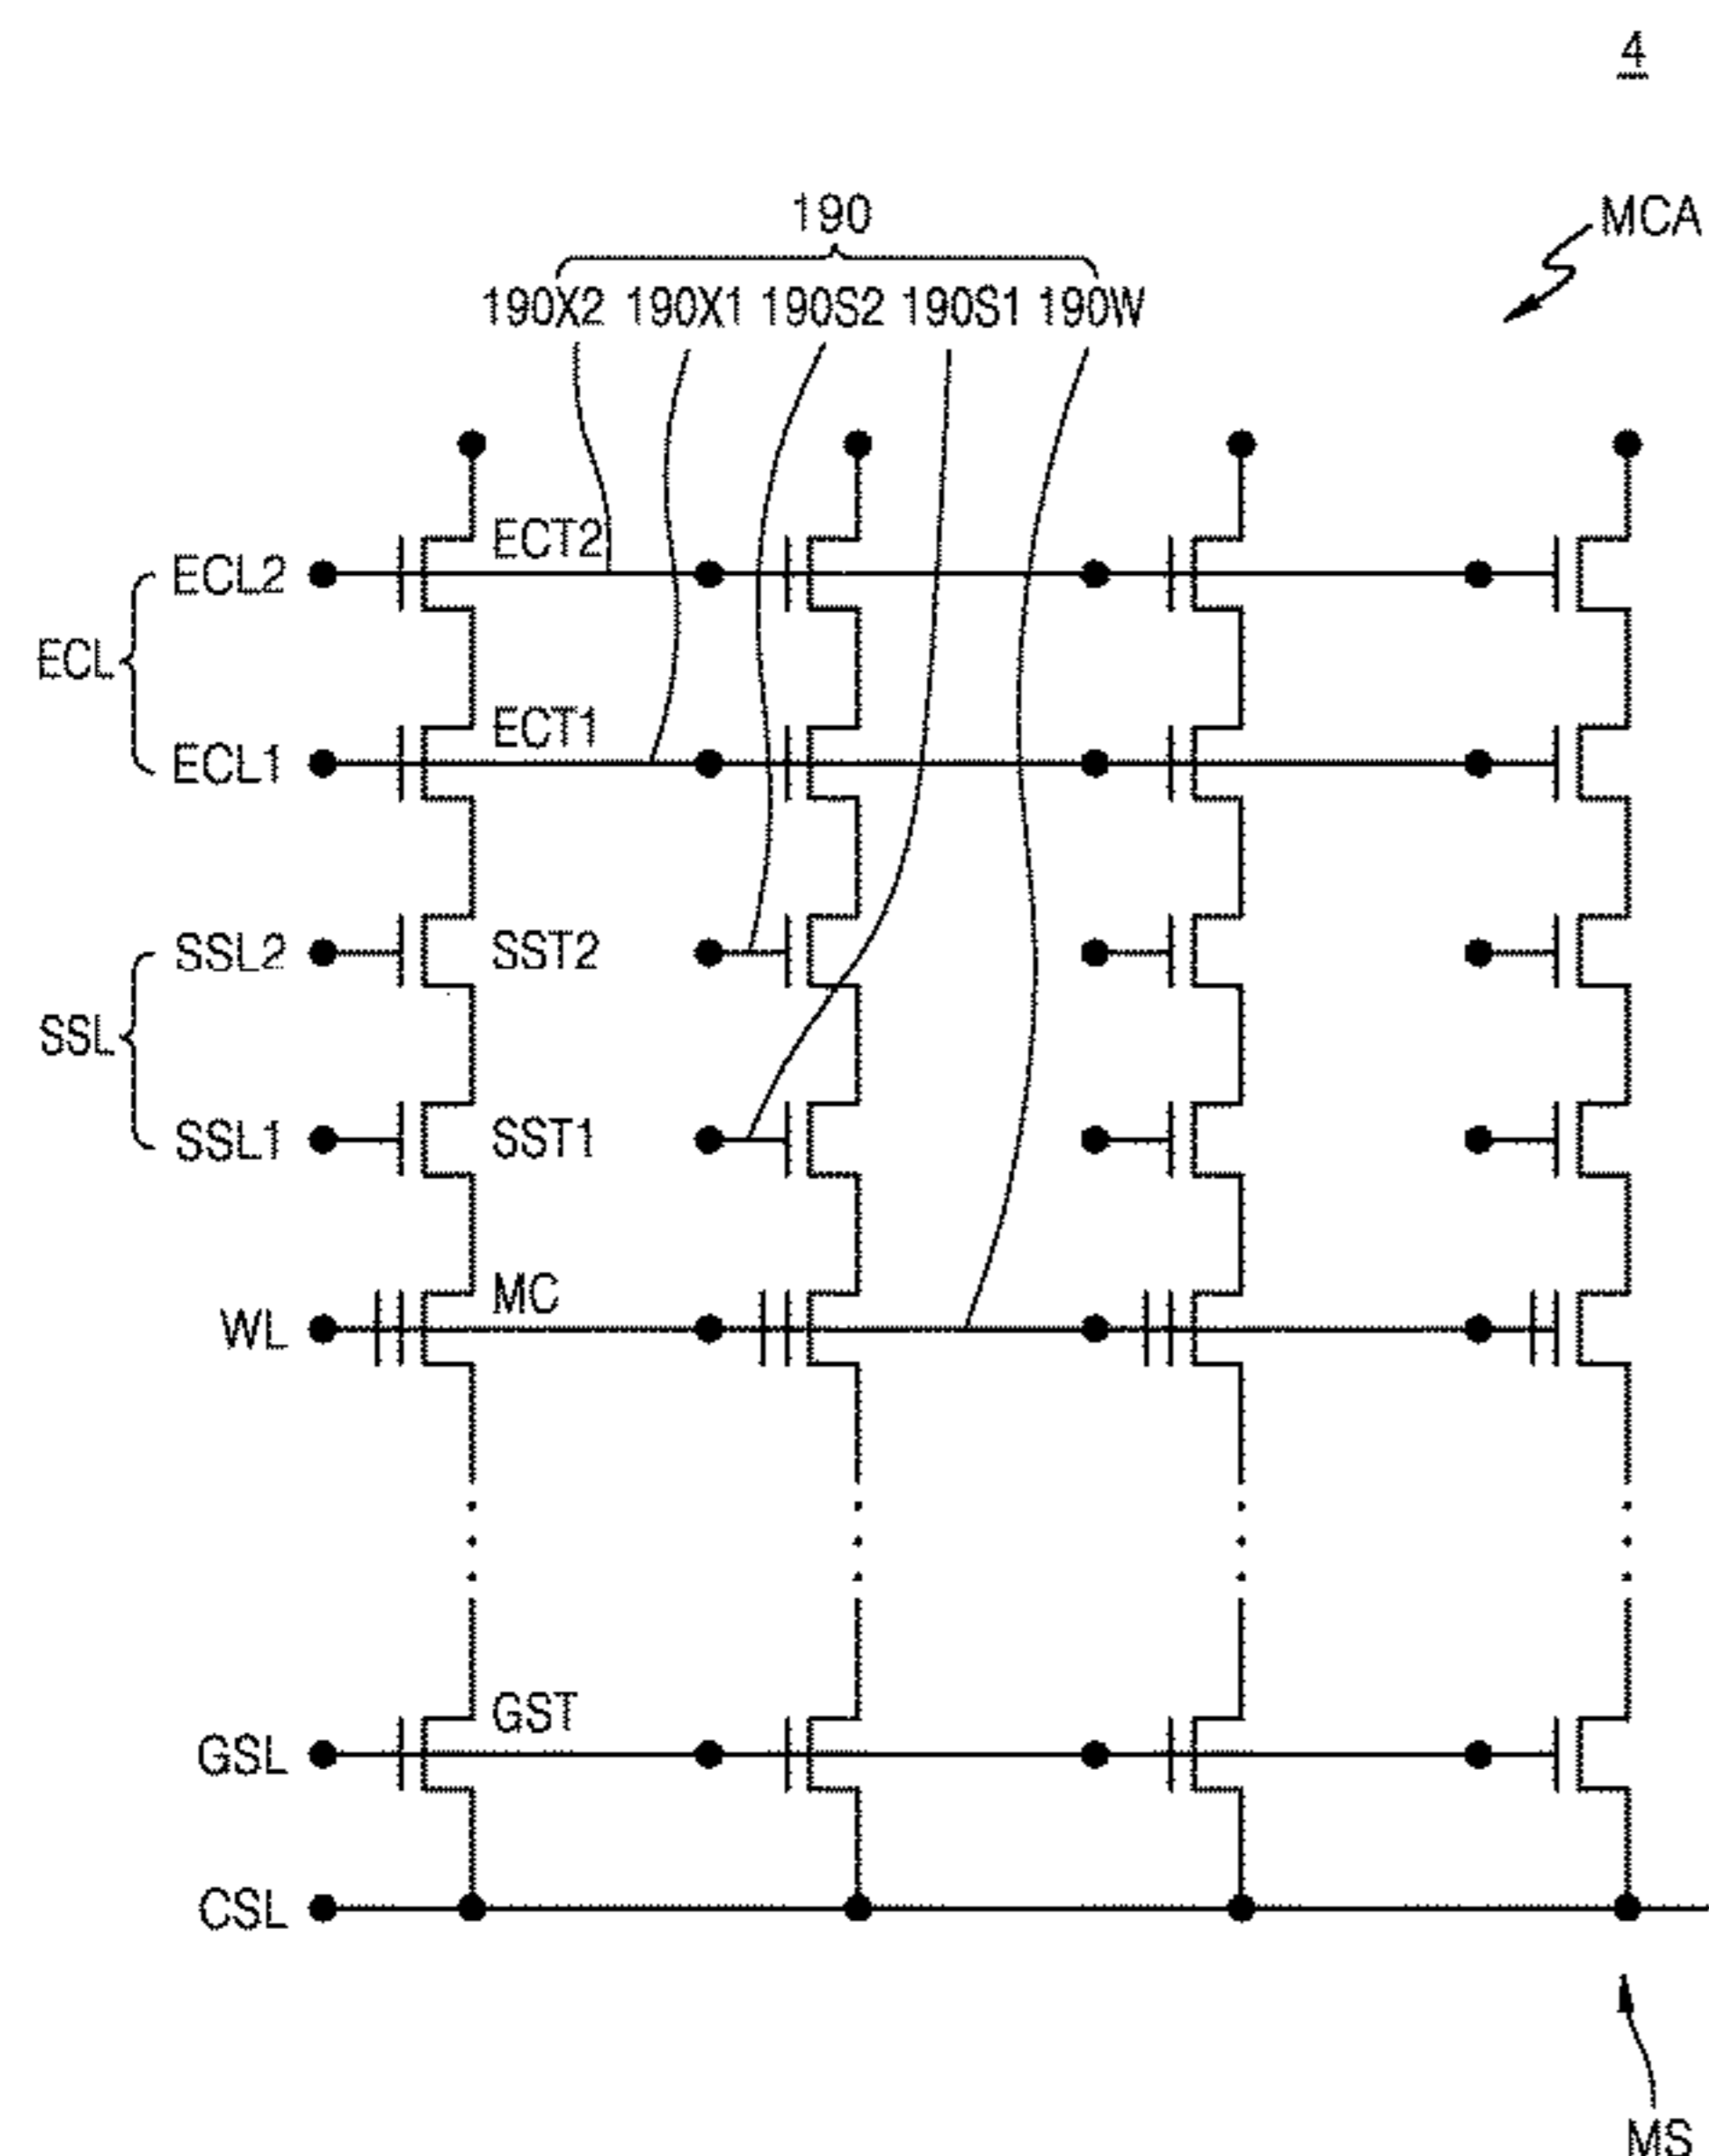 4
MCA
190
190X2 190X1 190S2 190S1 190W
ECT2
ECL2
ECL
ECT1
ECL1
SSL2 SST2
SSL
SSL1 SST1
MC
WL
GST
GSL
CSL
MS